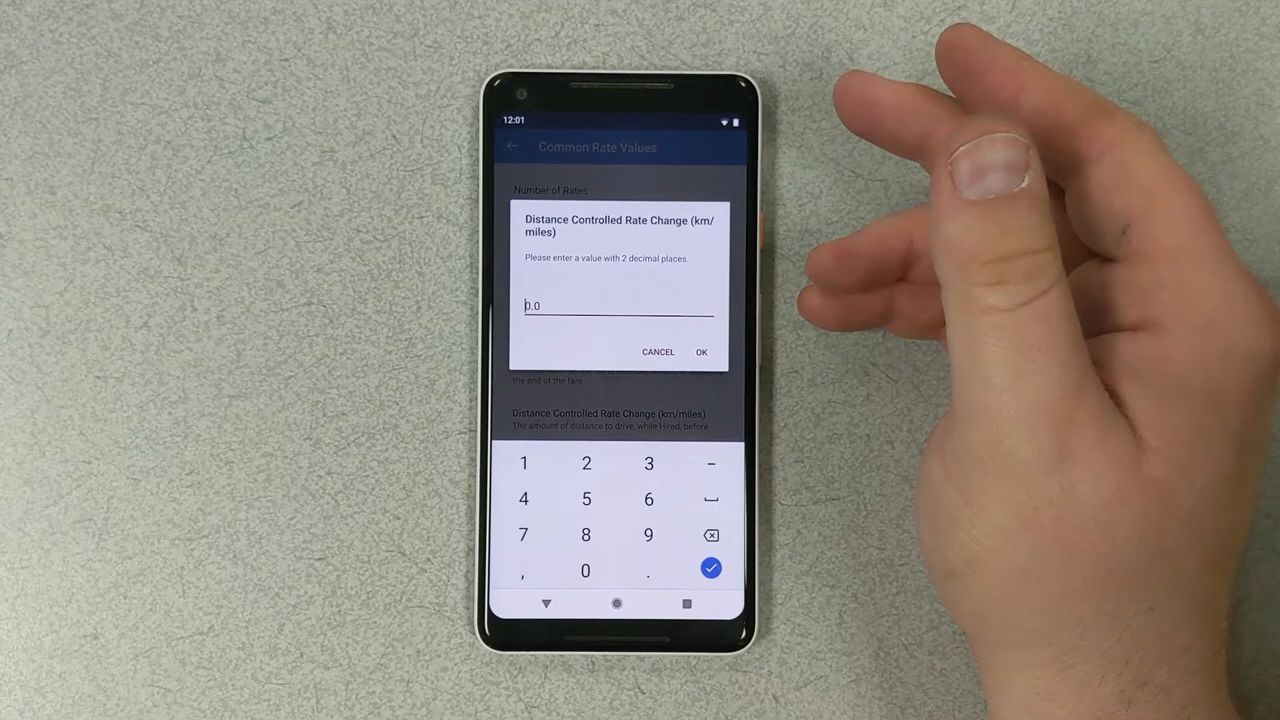 12:01
Common Rate Values
Number of Rates
Distance Controlled Rate Change (km/
miles)
Please enter a value with 2 decimal places.
0.0
CANCEL OK
the end of the fare
Distance Controlled Rate Change (km/miles)
The amount of distance to drive, while Hired, before
1 2 3 -
4 5 6
7 8 9
, 0 .